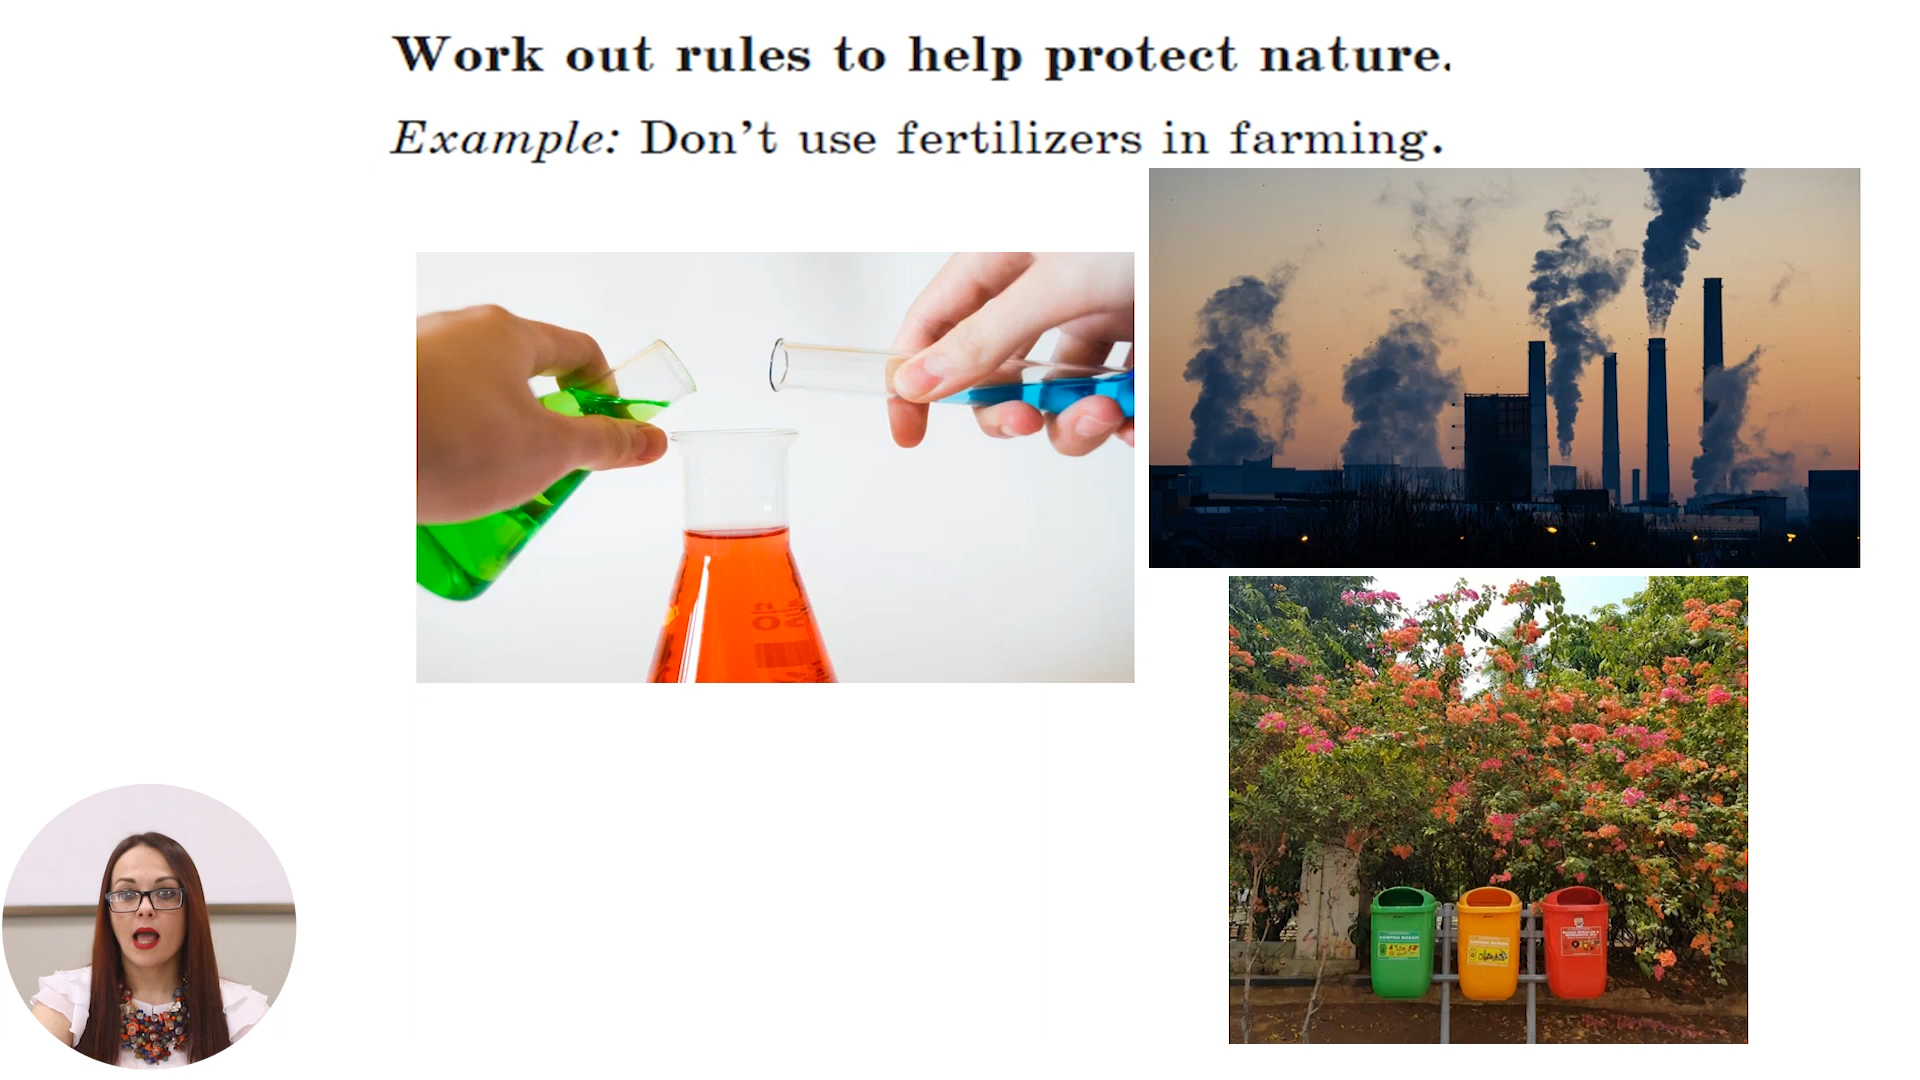 Work out rules to help protect nature.
Example: Don't use fertilizers in farming.